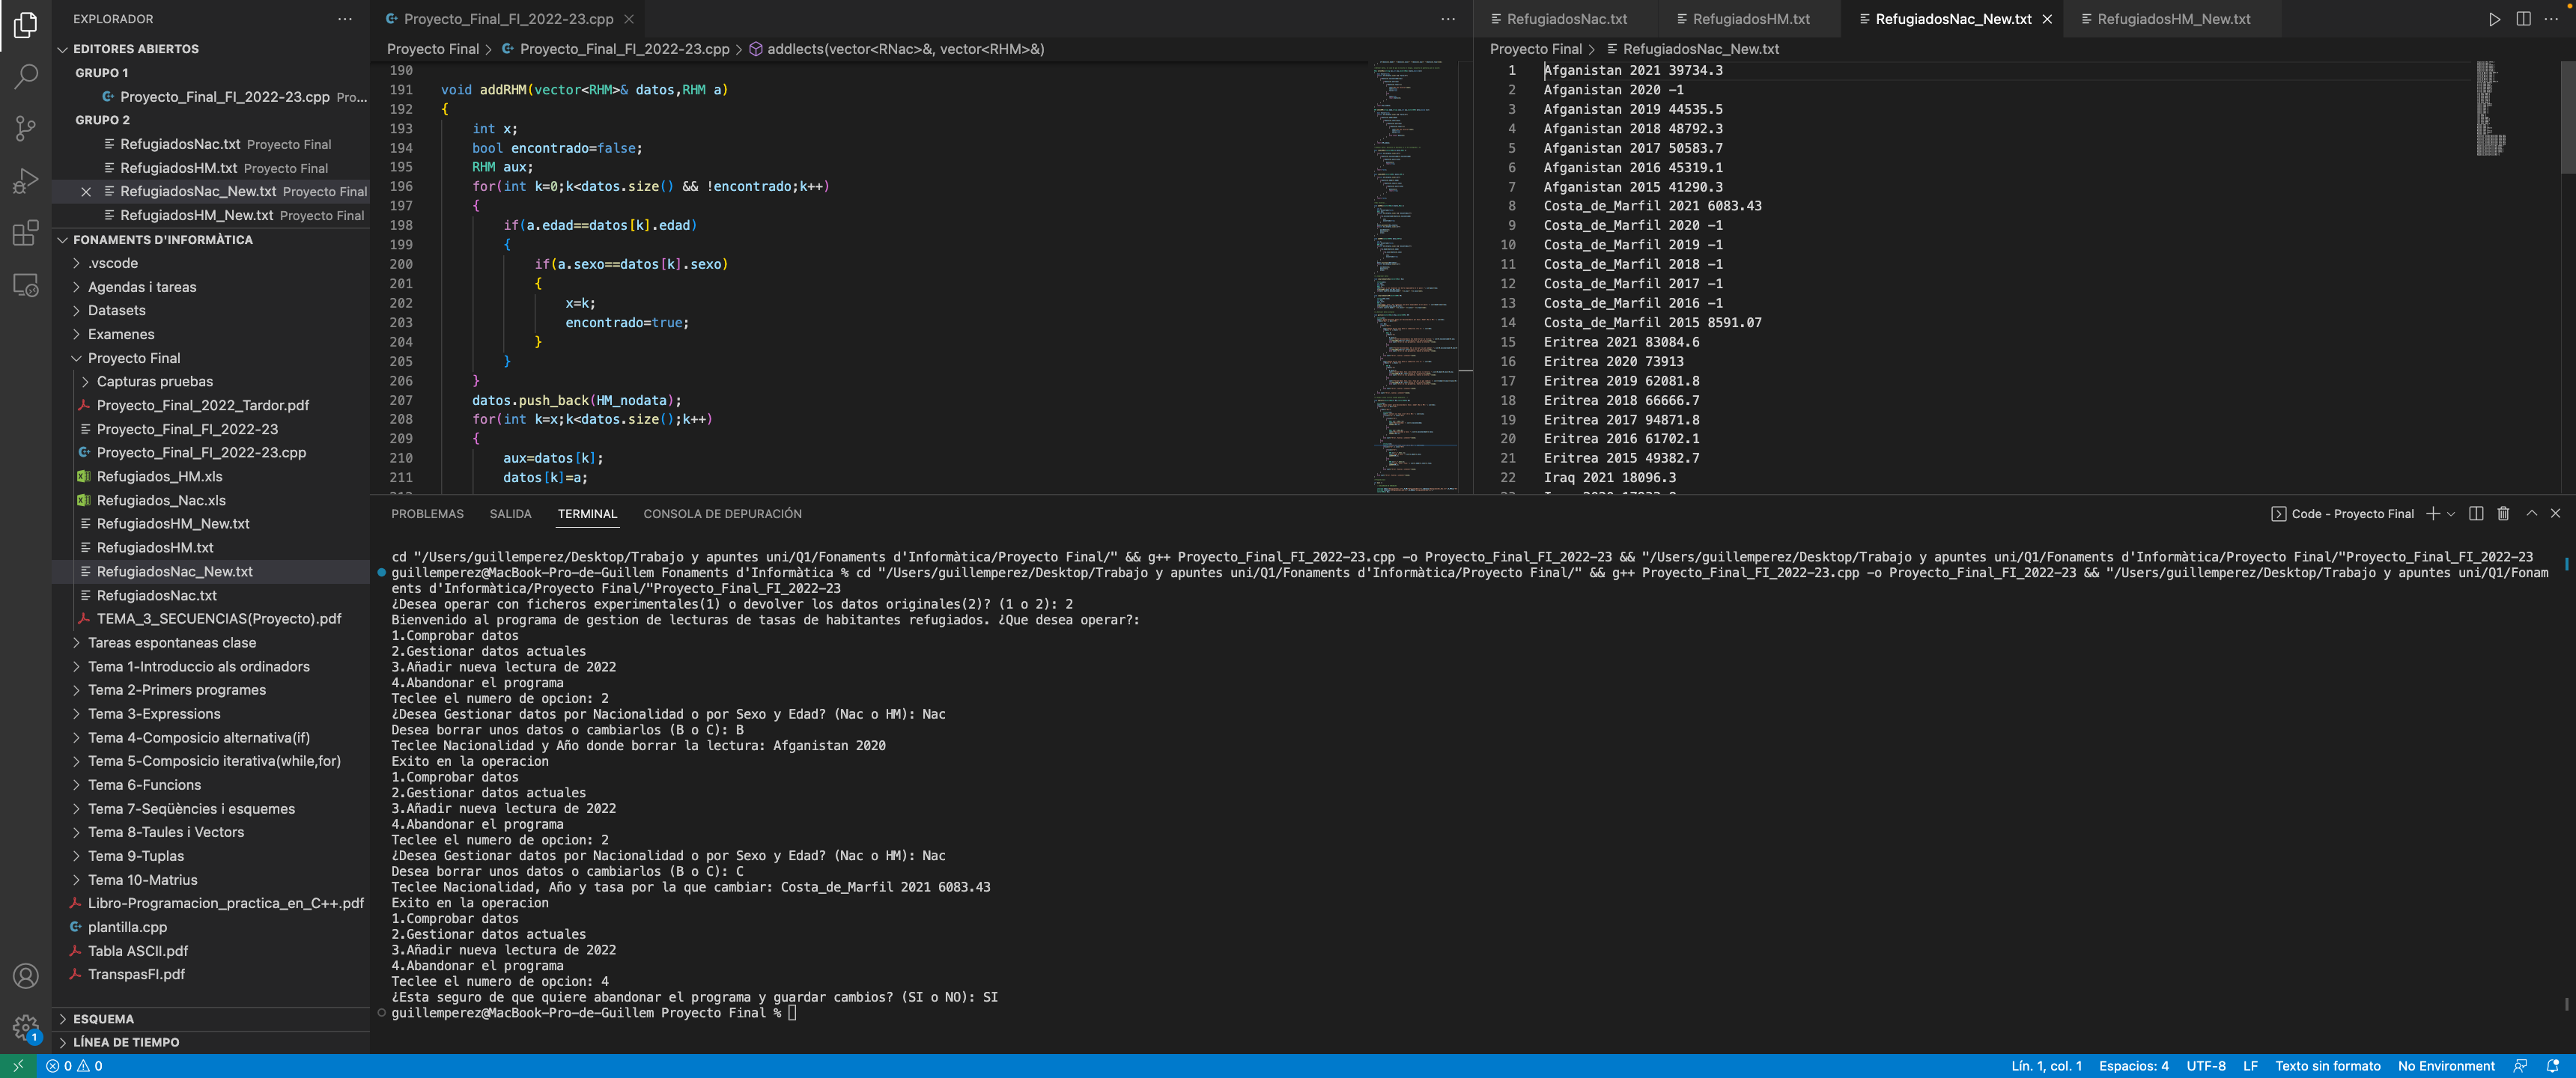 EXPLORADOR
EDITORES ABIERTOS
GRUPO 1
Proyecto_Final_FI_2022-23.cpp Pro...
GRUPO 2
RefugiadosNac.txt Proyecto Final
RefugiadosHM.txt Proyecto Final
RefugiadosNac_New.txt Proyecto Final
RefugiadosHM_New.txt Proyecto Final
FONAMENTS D'INFORMÀTICA
.vscode
Agendas i tareas
Datasets
Examenes
Proyecto Final
Capturas pruebas
Proyecto_Final_2022_Tardor.pdf
Proyecto_Final_FI_2022-23
Proyecto_Final_FI_2022-23.cpp
Refugiados_HM.xls
Refugiados_Nac.xls
RefugiadosHM_New.txt
RefugiadosHM.txt
RefugiadosNac_New.txt
RefugiadosNac.txt
TEMA_3_SECUENCIAS(Proyecto).pdf
Tareas espontaneas clase
Tema 1-Introduccio als ordinadors
Tema 2-Primers programes
Tema 3-Expressions
Tema 4-Composicio alternativa(if)
Tema 5-Composicio iterativa(while,for)
Tema 6-Funcions
Tema 7-Seqüències i esquemes
Tema 8-Taules i Vectors
Tema 9-Tuplas
Tema 10-Matrius
Libro-Programacion_practica_en_C++.pdf
plantilla.cpp
Tabla ASCII.pdf
TranspasFI.pdf
ESQUEMA
LÍNEA DE TIEMPO
1
Proyecto_Final_FI_2022-23.cpp
Proyecto Final > Proyecto_Final_FI_2022-23.cpp > addlects(vector<RNac>&, vector<RHM>&)
190
191 void addRHM(vector<RHM>& datos,RHM a)
192 {
193 int x;
194 bool encontrado=false;
195 RHM aux;
196 for(int k=0;k<datos.size() && !encontrado;k++)
197 {
198 if(a.edad==datos[k].edad)
199 {
200 if(a.sexo==datos[k].sexo)
201 {
202 x=k;
203 encontrado=true;
204 }
205 }
206 }
207 datos.push_back(HM_nodata);
208 for(int k=x;k<datos.size();k++)
209 {
210 aux=datos[k];
211 datos[k]=a;
RefugiadosNac.txt RefugiadosHM.txt RefugiadosNac_New.txt RefugiadosHM_New.txt
Proyecto Final > RefugiadosNac_New.txt
1 Afganistan 2021 39734.3
2 Afganistan 2020 -1
3 Afganistan 2019 44535.5
4 Afganistan 2018 48792.3
5 Afganistan 2017 50583.7
6 Afganistan 2016 45319.1
7 Afganistan 2015 41290.3
8 Costa_de_Marfil 2021 6083.43
9 Costa_de_Marfil 2020 -1
10 Costa_de_Marfil 2019 -1
11 Costa_de_Marfil 2018 -1
12 Costa_de_Marfil 2017 -1
13 Costa_de_Marfil 2016 -1
14 Costa_de_Marfil 2015 8591.07
15 Eritrea 2021 83084.6
16 Eritrea 2020 73913
17 Eritrea 2019 62081.8
18 Eritrea 2018 66666.7
19 Eritrea 2017 94871.8
20 Eritrea 2016 61702.1
21 Eritrea 2015 49382.7
22 Iraq 2021 18096.3
PROBLEMAS SALIDA TERMINAL CONSOLA DE DEPURACIÓN
Code - Proyecto Final
cd "/Users/guillemperez/Desktop/Trabajo y apuntes uni/Q1/Fonaments d'Informàtica/Proyecto Final/" && g++ Proyecto_Final_FI_2022-23.cpp -o Proyecto_Final_FI_2022-23 && "/Users/guillemperez/Desktop/Trabajo y apuntes uni/Q1/Fonaments d'Informàtica/Proyecto Final/"Proyecto_Final_FI_2022-23
guillemperez@MacBook-Pro-de-Guillem Fonaments d'Informàtica % cd "/Users/guillemperez/Desktop/Trabajo y apuntes uni/Q1/Fonaments d'Informàtica/Proyecto Final/" && g++ Proyecto_Final_FI_2022-23.cpp -o Proyecto_Final_FI_2022-23 && "/Users/guillemperez/Desktop/Trabajo y apuntes uni/Q1/Fonam
ents d'Informàtica/Proyecto Final/"Proyecto_Final_FI_2022-23
¿Desea operar con ficheros experimentales(1) o devolver los datos originales(2)? (1 o 2): 2
Bienvenido al programa de gestion de lecturas de tasas de habitantes refugiados. ¿Que desea operar?:
1.Comprobar datos
2.Gestionar datos actuales
3.Añadir nueva lectura de 2022
4.Abandonar el programa
Teclee el numero de opcion: 2
¿Desea Gestionar datos por Nacionalidad o por Sexo y Edad? (Nac o HM): Nac
Desea borrar unos datos o cambiarlos (B o C): B
Teclee Nacionalidad y Año donde borrar la lectura: Afganistan 2020
Exito en la operacion
1.Comprobar datos
2.Gestionar datos actuales
3.Añadir nueva lectura de 2022
4.Abandonar el programa
Teclee el numero de opcion: 2
¿Desea Gestionar datos por Nacionalidad o por Sexo y Edad? (Nac o HM): Nac
Desea borrar unos datos o cambiarlos (B o C): C
Teclee Nacionalidad, Año y tasa por la que cambiar: Costa_de_Marfil 2021 6083.43
Exito en la operacion
1.Comprobar datos
2.Gestionar datos actuales
3.Añadir nueva lectura de 2022
4.Abandonar el programa
Teclee el numero de opcion: 4
¿Esta seguro de que quiere abandonar el programa y guardar cambios? (SI o NO): SI
guillemperez@MacBook-Pro-de-Guillem Proyecto Final %
0 0
Lín. 1, col. 1 Espacios: 4 UTF-8 LF Texto sin formato No Environment